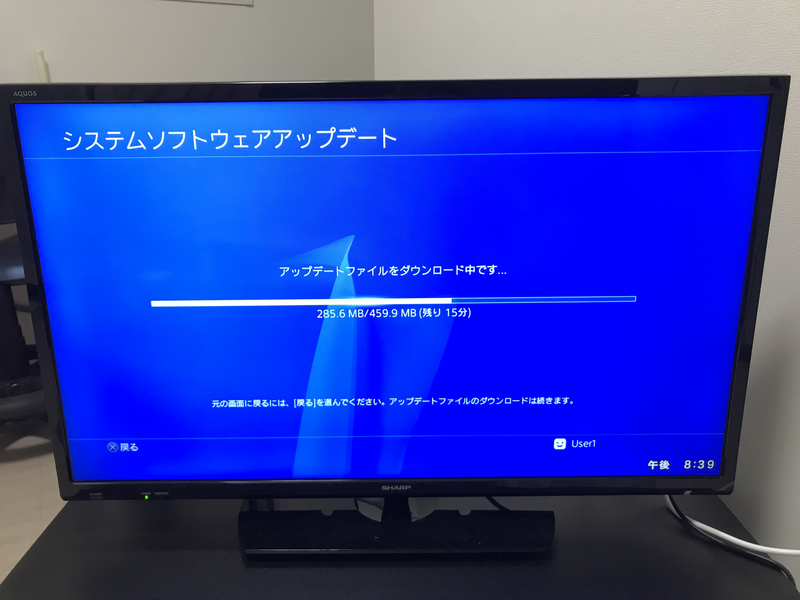 AQUOS
システムソフトウェアアップデート
アップデートファイルをダウンロード中です...
285.6 MB/459.9 MB (残り 15分)
元の画面に戻るには、[戻る]を選んでください。アップデートファイルのダウンロードは続きます。
戻る
User1
午後 8:39
SHARP